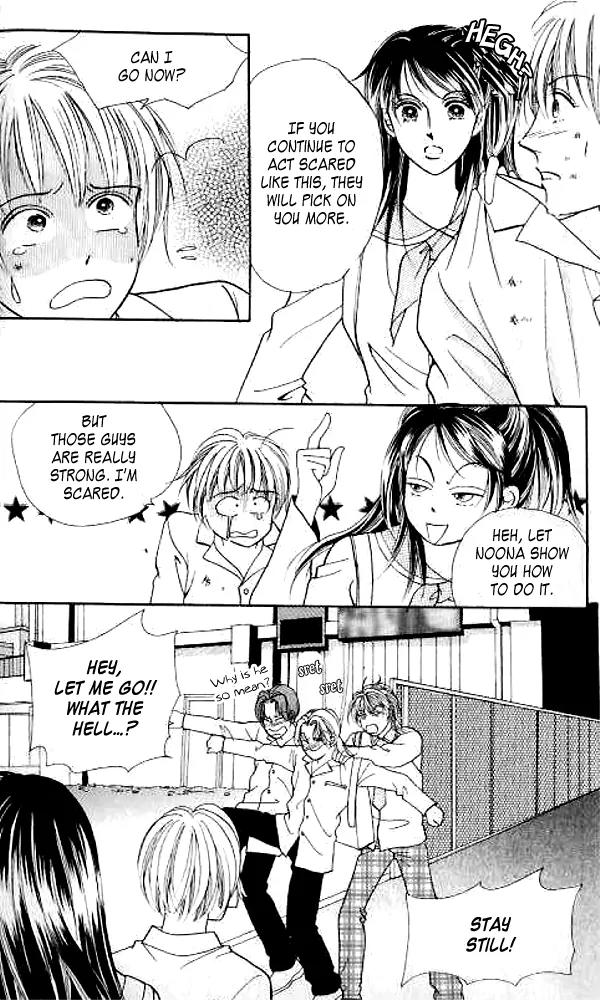 CAN I
GO NOW?
HEGH-
IF YOU
CONTINUE TO
ACT SCARED
LIKE THIS, THEY
WILL PICK ON
YOU MORE.
BUT
THOSE GUYS
ARE REALLY
STRONG. I'M
SCARED.
HEH, LET
NOONA SHOW
YOU HOW
TO DO IT.
HEY,
LET ME GO!!
WHAT THE
HELL...?
Why is he
so mean?
sret
sret
STAY
STILL!